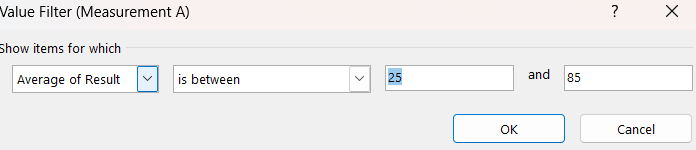 Value Filter (Measurement A)
?
Show items for which
Average of Result is between 25 and 85
OK Cancel